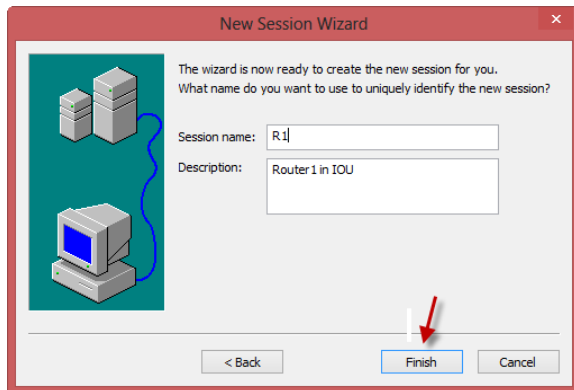 New Session Wizard
The wizard is now ready to create the new session for you.
What name do you want to use to uniquely identify the new session?
Session name: R1
Description: Router1 in IOU
< Back Finish Cancel